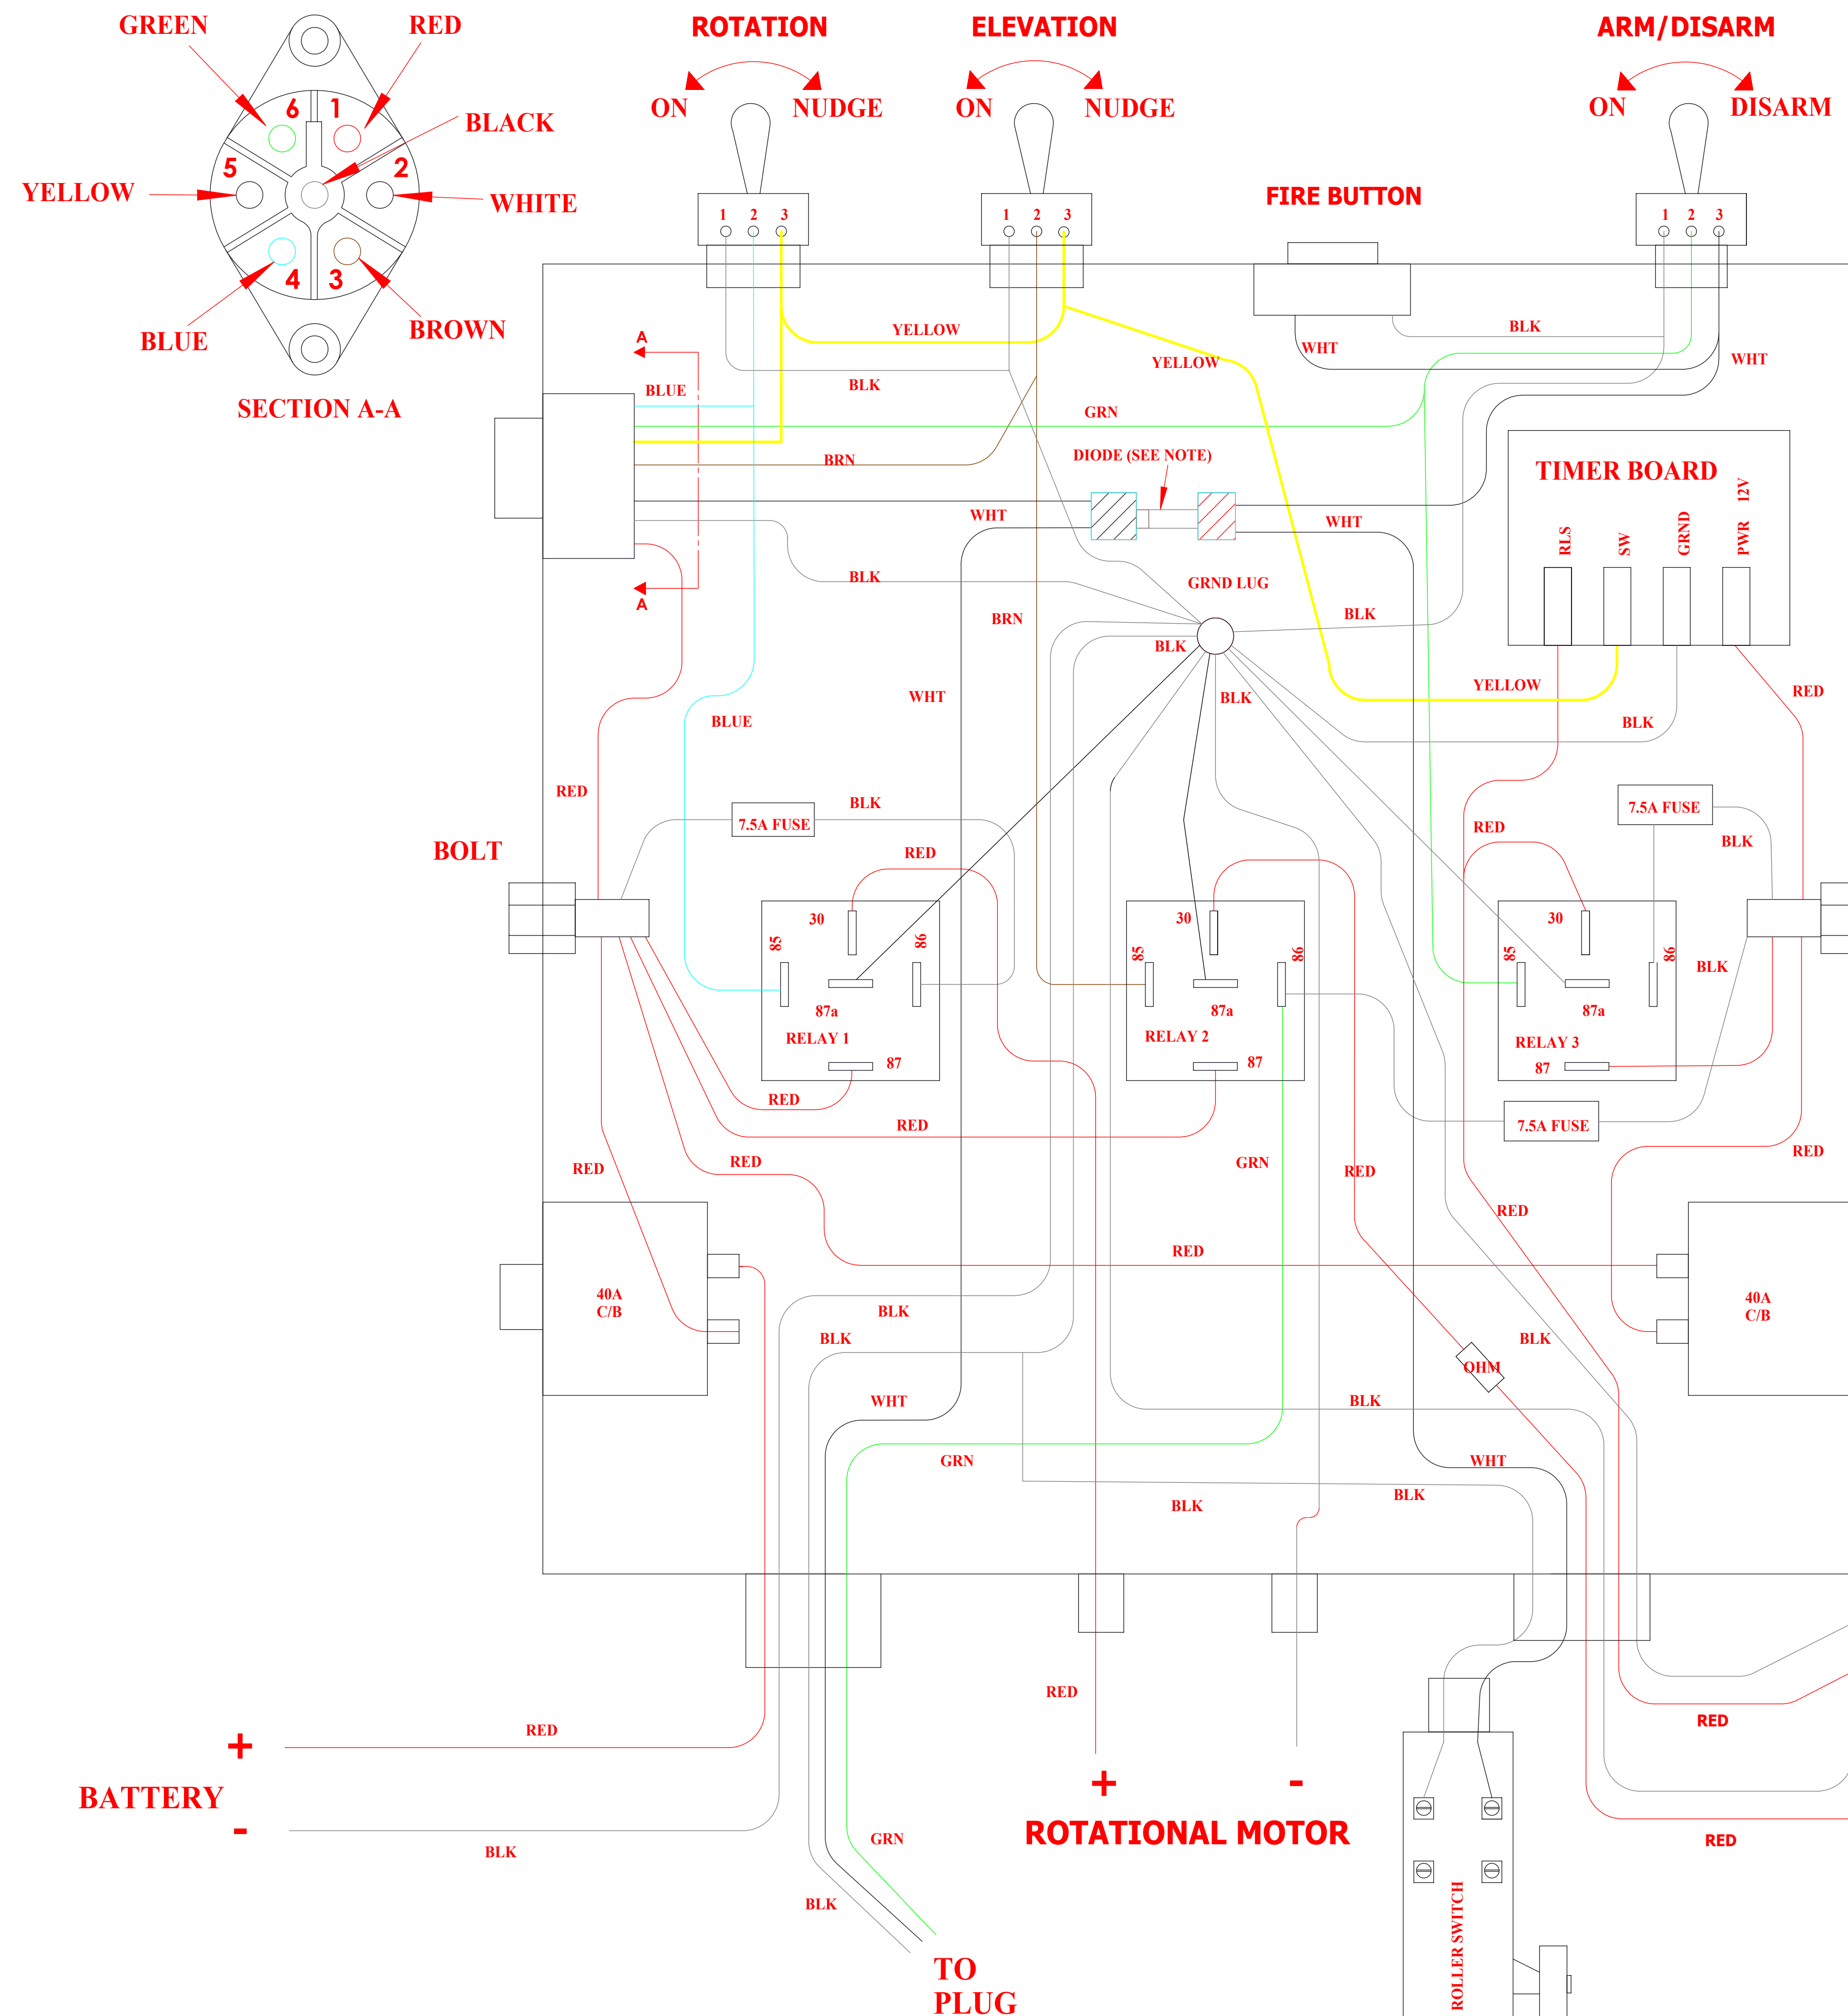 GREEN
RED
ROTATION
ELEVATION
ARM/DISARM
ON
NUDGE
ON
NUDGE
ON
DISARM
6
1
BLACK
5
2
YELLOW
WHITE
4
3
BLUE
BROWN
SECTION A-A
FIRE BUTTON
1 2 3
1 2 3
1 2 3
A
YELLOW
BLK
WHT
WHT
YELLOW
BLUE
BLK
GRN
BRN
DIODE (SEE NOTE)
TIMER BOARD
RLS
SW
GRND
PWR 12V
WHT
WHT
BLK
A
GRND LUG
BRN
BLK
BLK
WHT
BLK
YELLOW
RED
BLUE
BLK
RED
7.5A FUSE
BLK
7.5A FUSE
RED
BLK
BOLT
RED
30
85
86
87a
RELAY 1
87
30
85
86
87a
RELAY 2
87
30
85
86
87a
RELAY 3
87
BLK
RED
RED
7.5A FUSE
RED
RED
GRN
RED
RED
RED
RED
40A
C/B
BLK
BLK
40A
C/B
BLK
OHM
WHT
BLK
GRN
WHT
BLK
BLK
RED
RED
RED
+
BATTERY
-
BLK
+
-
ROTATIONAL MOTOR
GRN
RED
BLK
ROLLER SWITCH
TO
PLUG